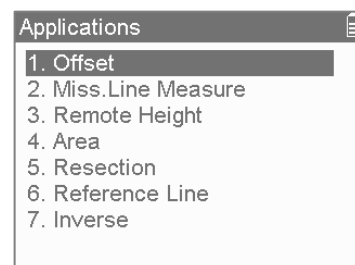 Applications
1. Offset
2. Miss.Line Measure
3. Remote Height
4. Area
5. Resection
6. Reference Line
7. Inverse